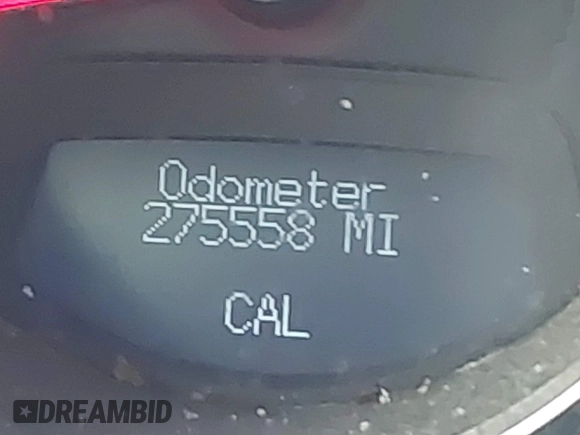 Odometer
275558 MI
CAL
DREAMBID